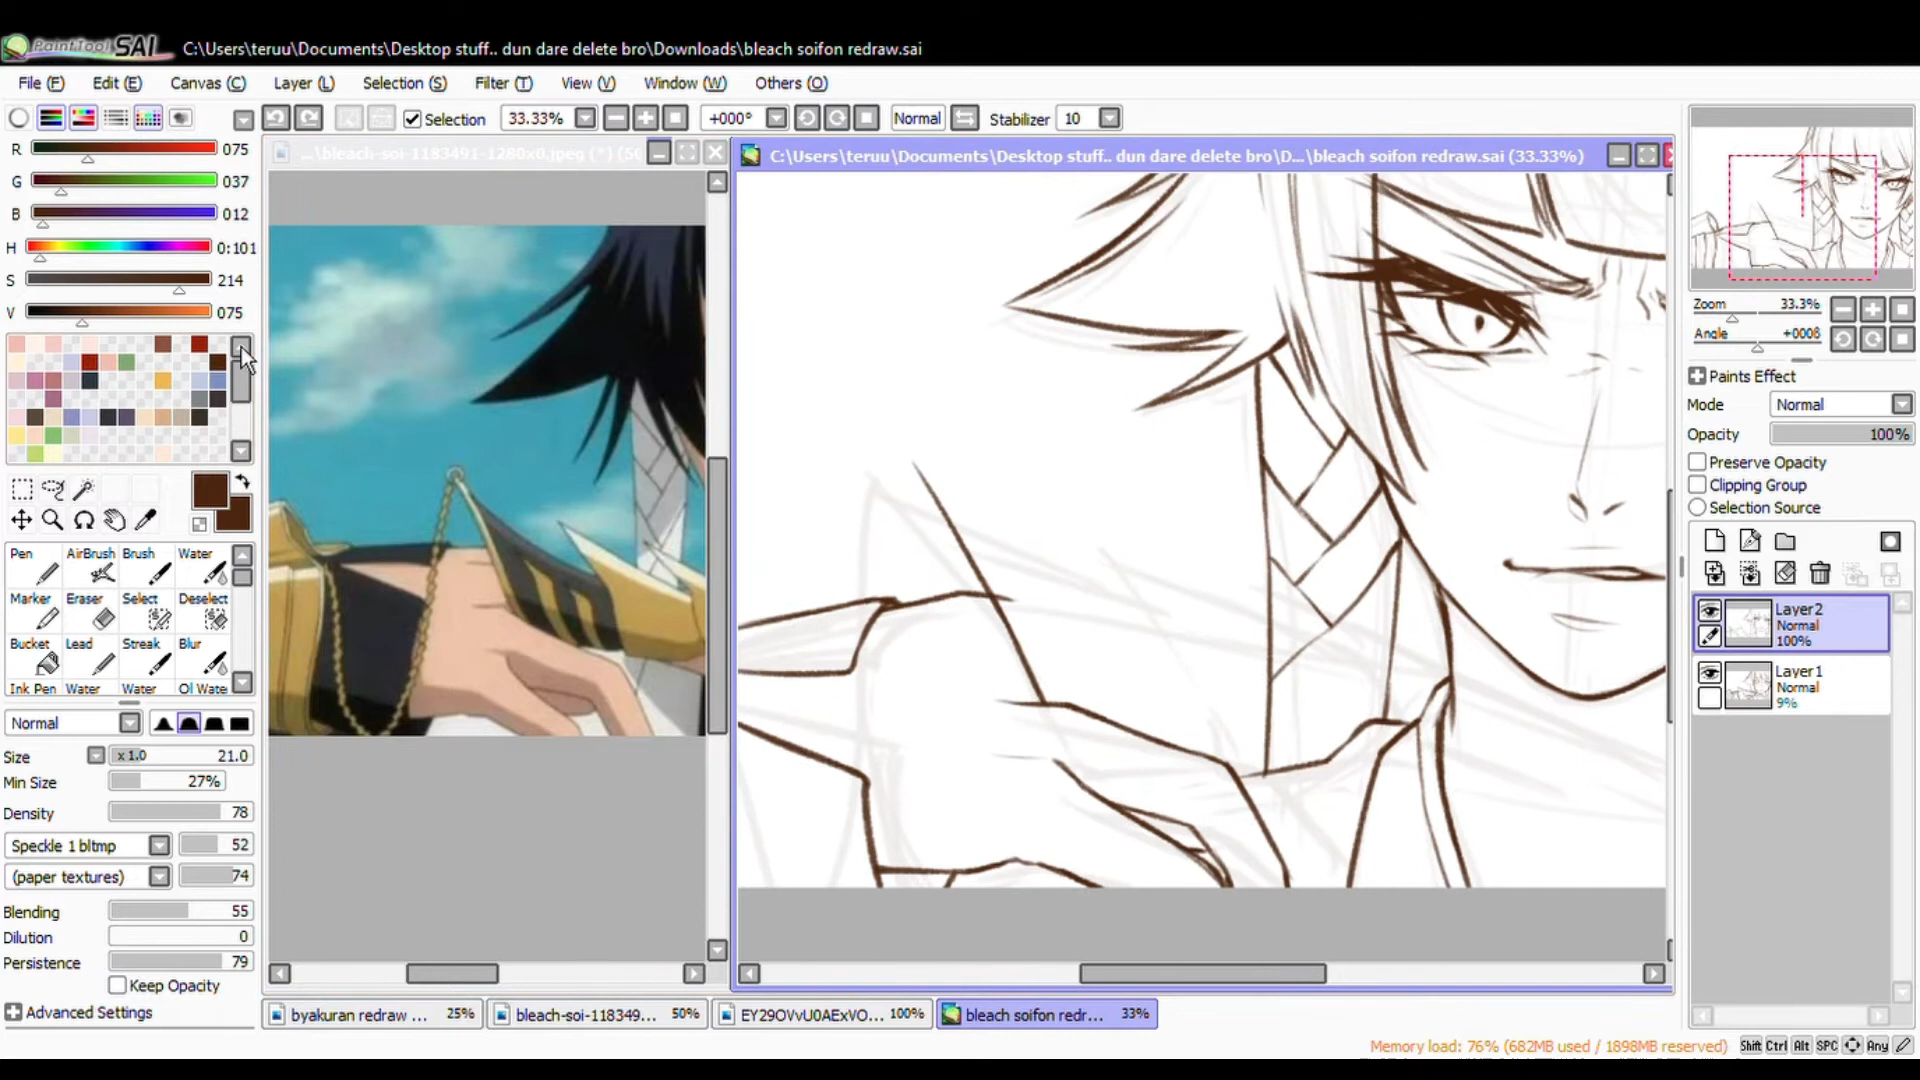 PaintTool SAI C:\Users\teruu\Documents\Desktop stuff.. dun dare delete bro\Downloads\bleach soifon redraw.sai
File (F) Edit (E) Canvas (C) Layer (L) Selection (S) Filter (T) View (V) Window (W) Others (O)
Selection 33.33% +000° Normal Stabilizer 10
R 075
G 037
B 012
H 0:101
S 214
V 075
Pen AirBrush Brush Water
Marker Eraser Select Deselect
Bucket Lead Streak Blur
Ink Pen Water Water Ol Wate
Normal
Size x 1.0 21.0
Min Size 27%
Density 78
Speckle 1 bltmp 52
(paper textures) 74
Blending 55
Dilution 0
Persistence 79
Keep Opacity
Advanced Settings
...\bleach-soi-1183491-1280x0.jpeg (*) (50
C:\Users\teruu\Documents\Desktop stuff.. dun dare delete bro\D...\bleach soifon redraw.sai (33.33%)
byakuran redraw ... 25%
bleach-soi-118349... 50%
EY29OVvU0AExVO... 100%
bleach soifon redr... 33%
Zoom 33.3%
Angle +000ß
Paints Effect
Mode Normal
Opacity 100%
Preserve Opacity
Clipping Group
Selection Source
Layer2
Normal
100%
Layer1
Normal
9%
Memory load: 76% (682MB used / 1898MB reserved) Shift Ctrl Alt SPC Any